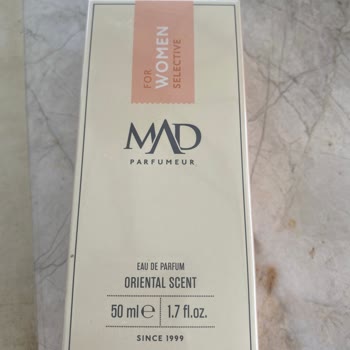 FOR
WOMEN
SELECTIVE
MAD
PARFUMEUR
EAU DE PARFUM
ORIENTAL SCENT
50 ml℮ | 1.7 fl.oz.
SINCE 1999